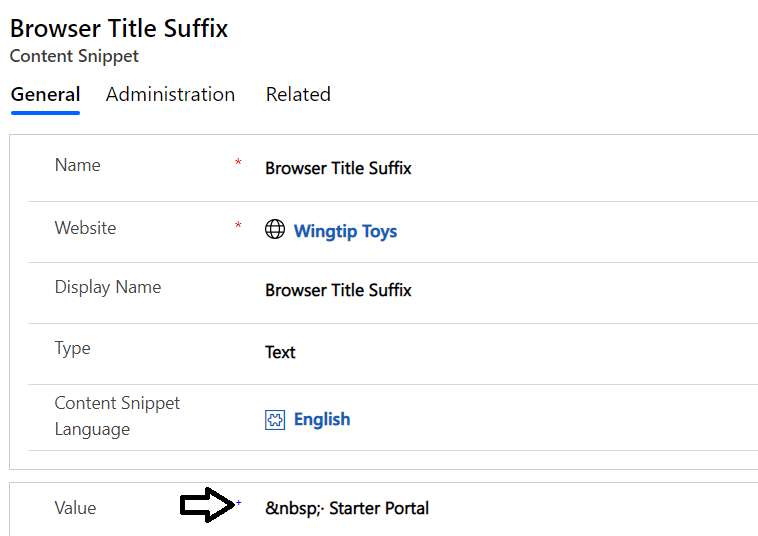 Browser Title Suffix
Content Snippet
General Administration Related
Name * Browser Title Suffix
Website * Wingtip Toys
Display Name Browser Title Suffix
Type Text
Content Snippet
Language English
Value + &nbsp;· Starter Portal